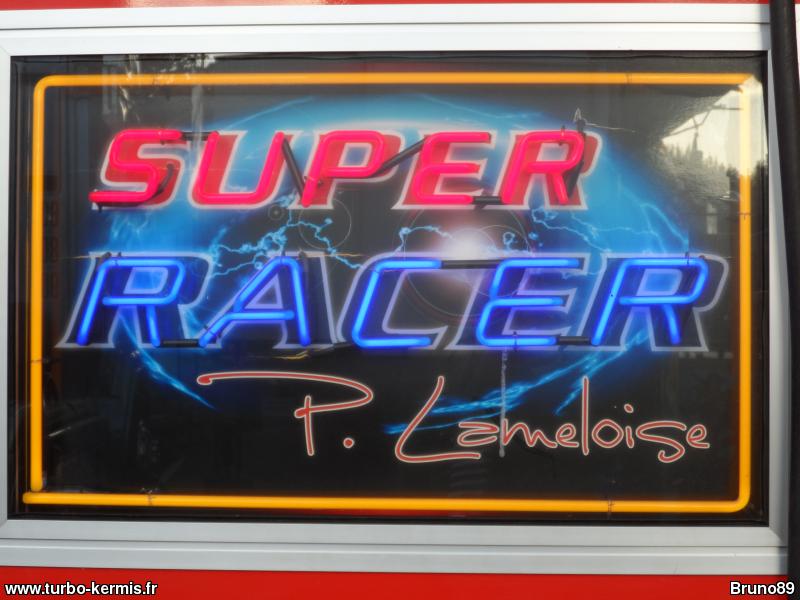 SUPER
RACER
P. Lameloise
www.turbo-kermis.fr
Bruno89